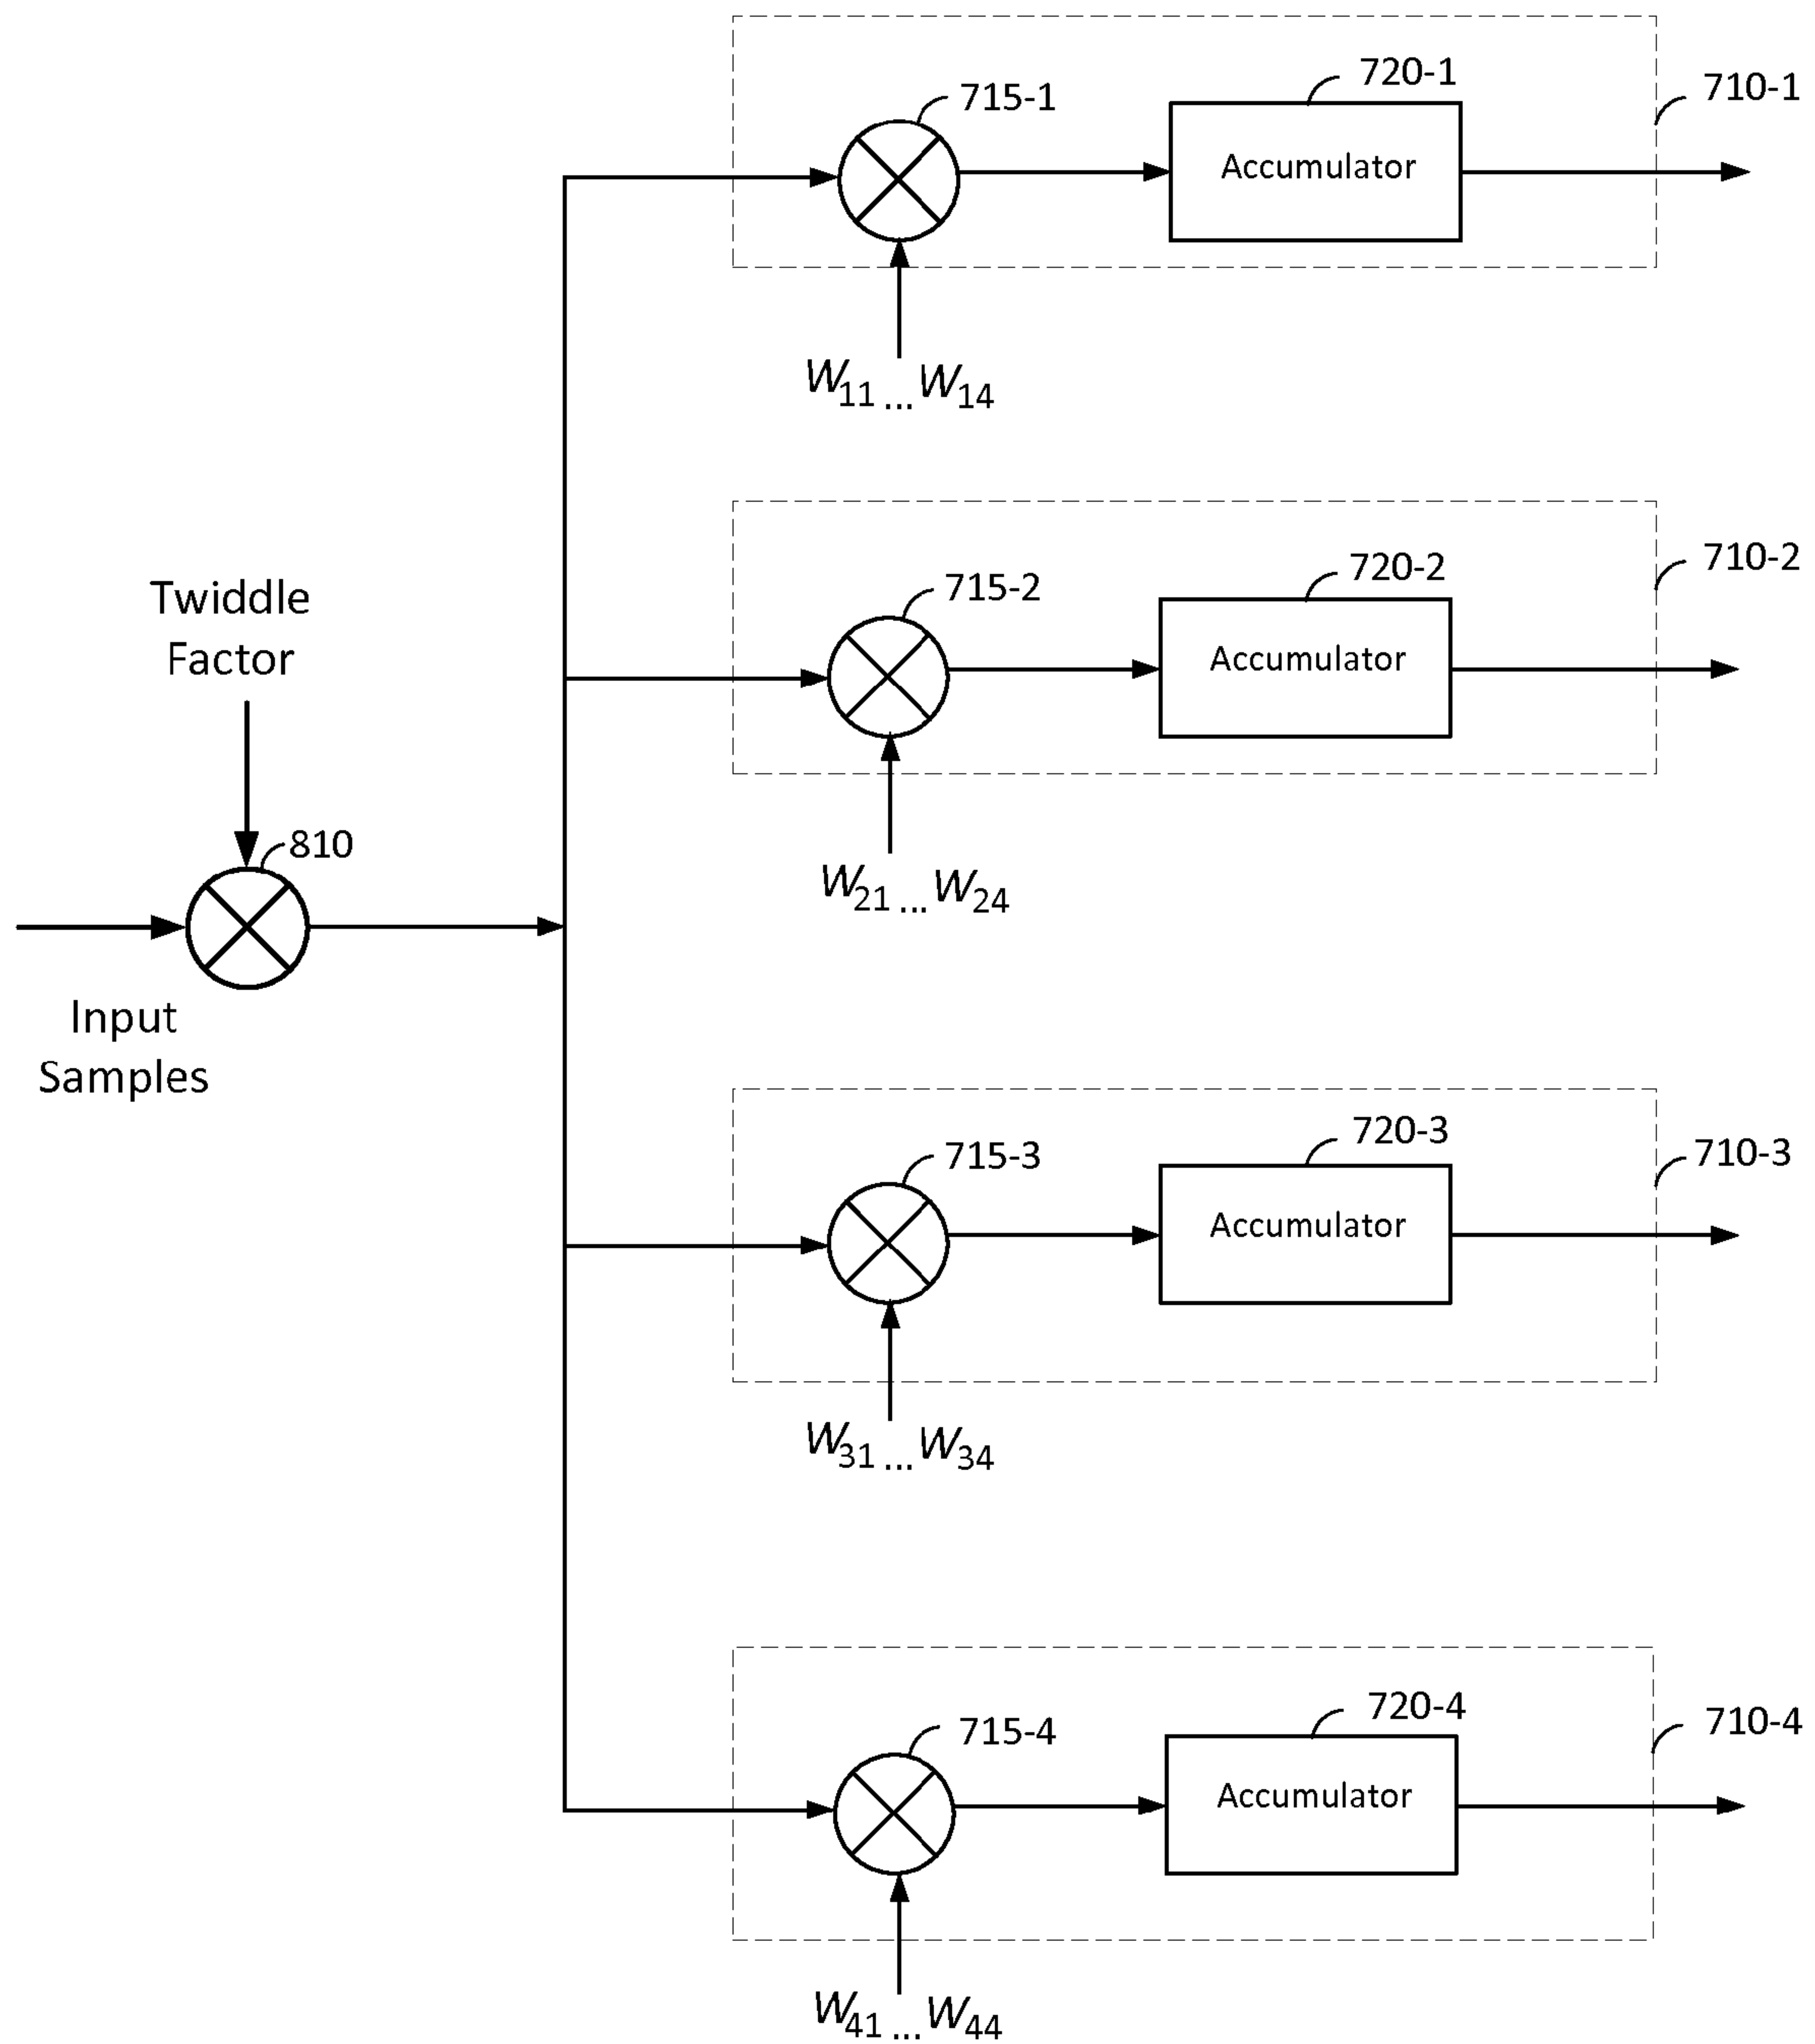 720-1
710-1
715-1
Accumulator
W11 ... W14
720-2
710-2
715-2
Accumulator
Twiddle
Factor
810
W21 ... W24
Input
Samples
720-3
710-3
715-3
Accumulator
W31 ... W34
720-4
710-4
715-4
Accumulator
W41 ... W44